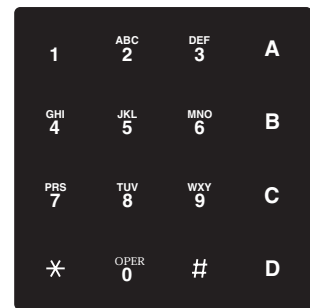 ABC DEF
1 2 3 A
GHI JKL MNO
4 5 6 B
PRS TUV WXY
7 8 9 C
OPER
* 0 # D